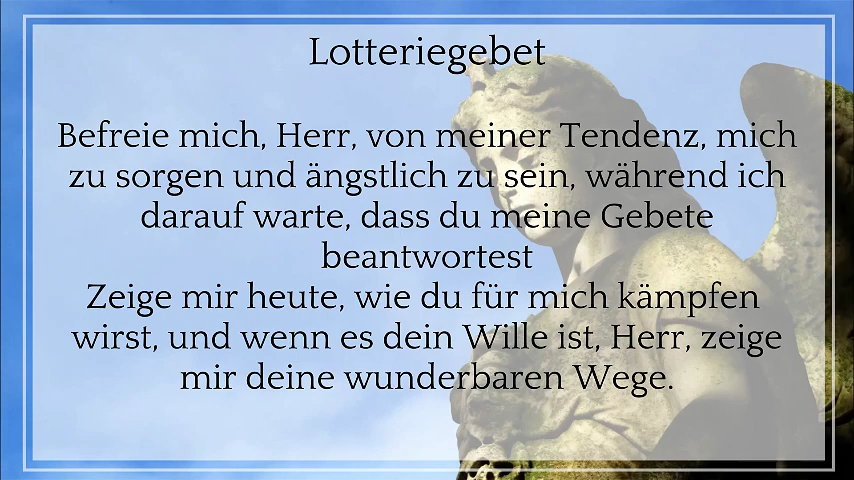 Lotteriegebet
Befreie mich, Herr, von meiner Tendenz, mich
zu sorgen und ängstlich zu sein, während ich
darauf warte, dass du meine Gebete
beantwortest
Zeige mir heute, wie du für mich kämpfen
wirst, und wenn es dein Wille ist, Herr, zeige
mir deine wunderbaren Wege.